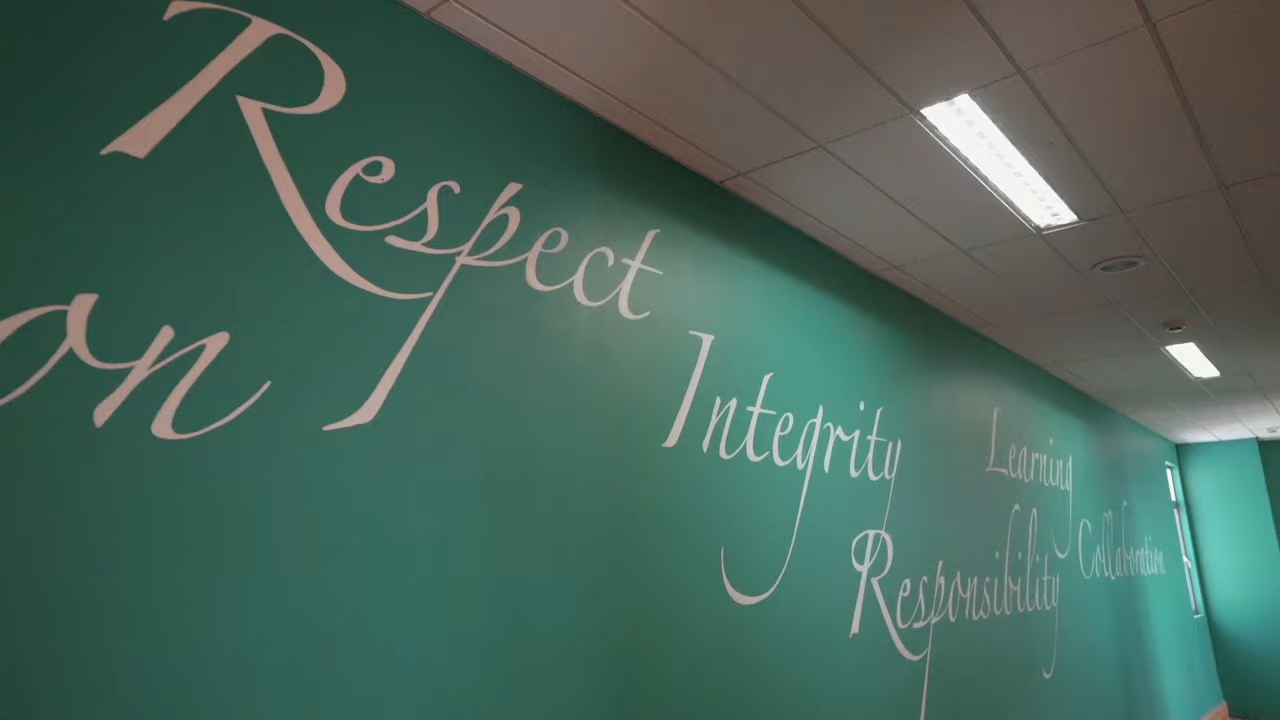 Respect
on
Integrity
Learning
Responsibility
Collaboration